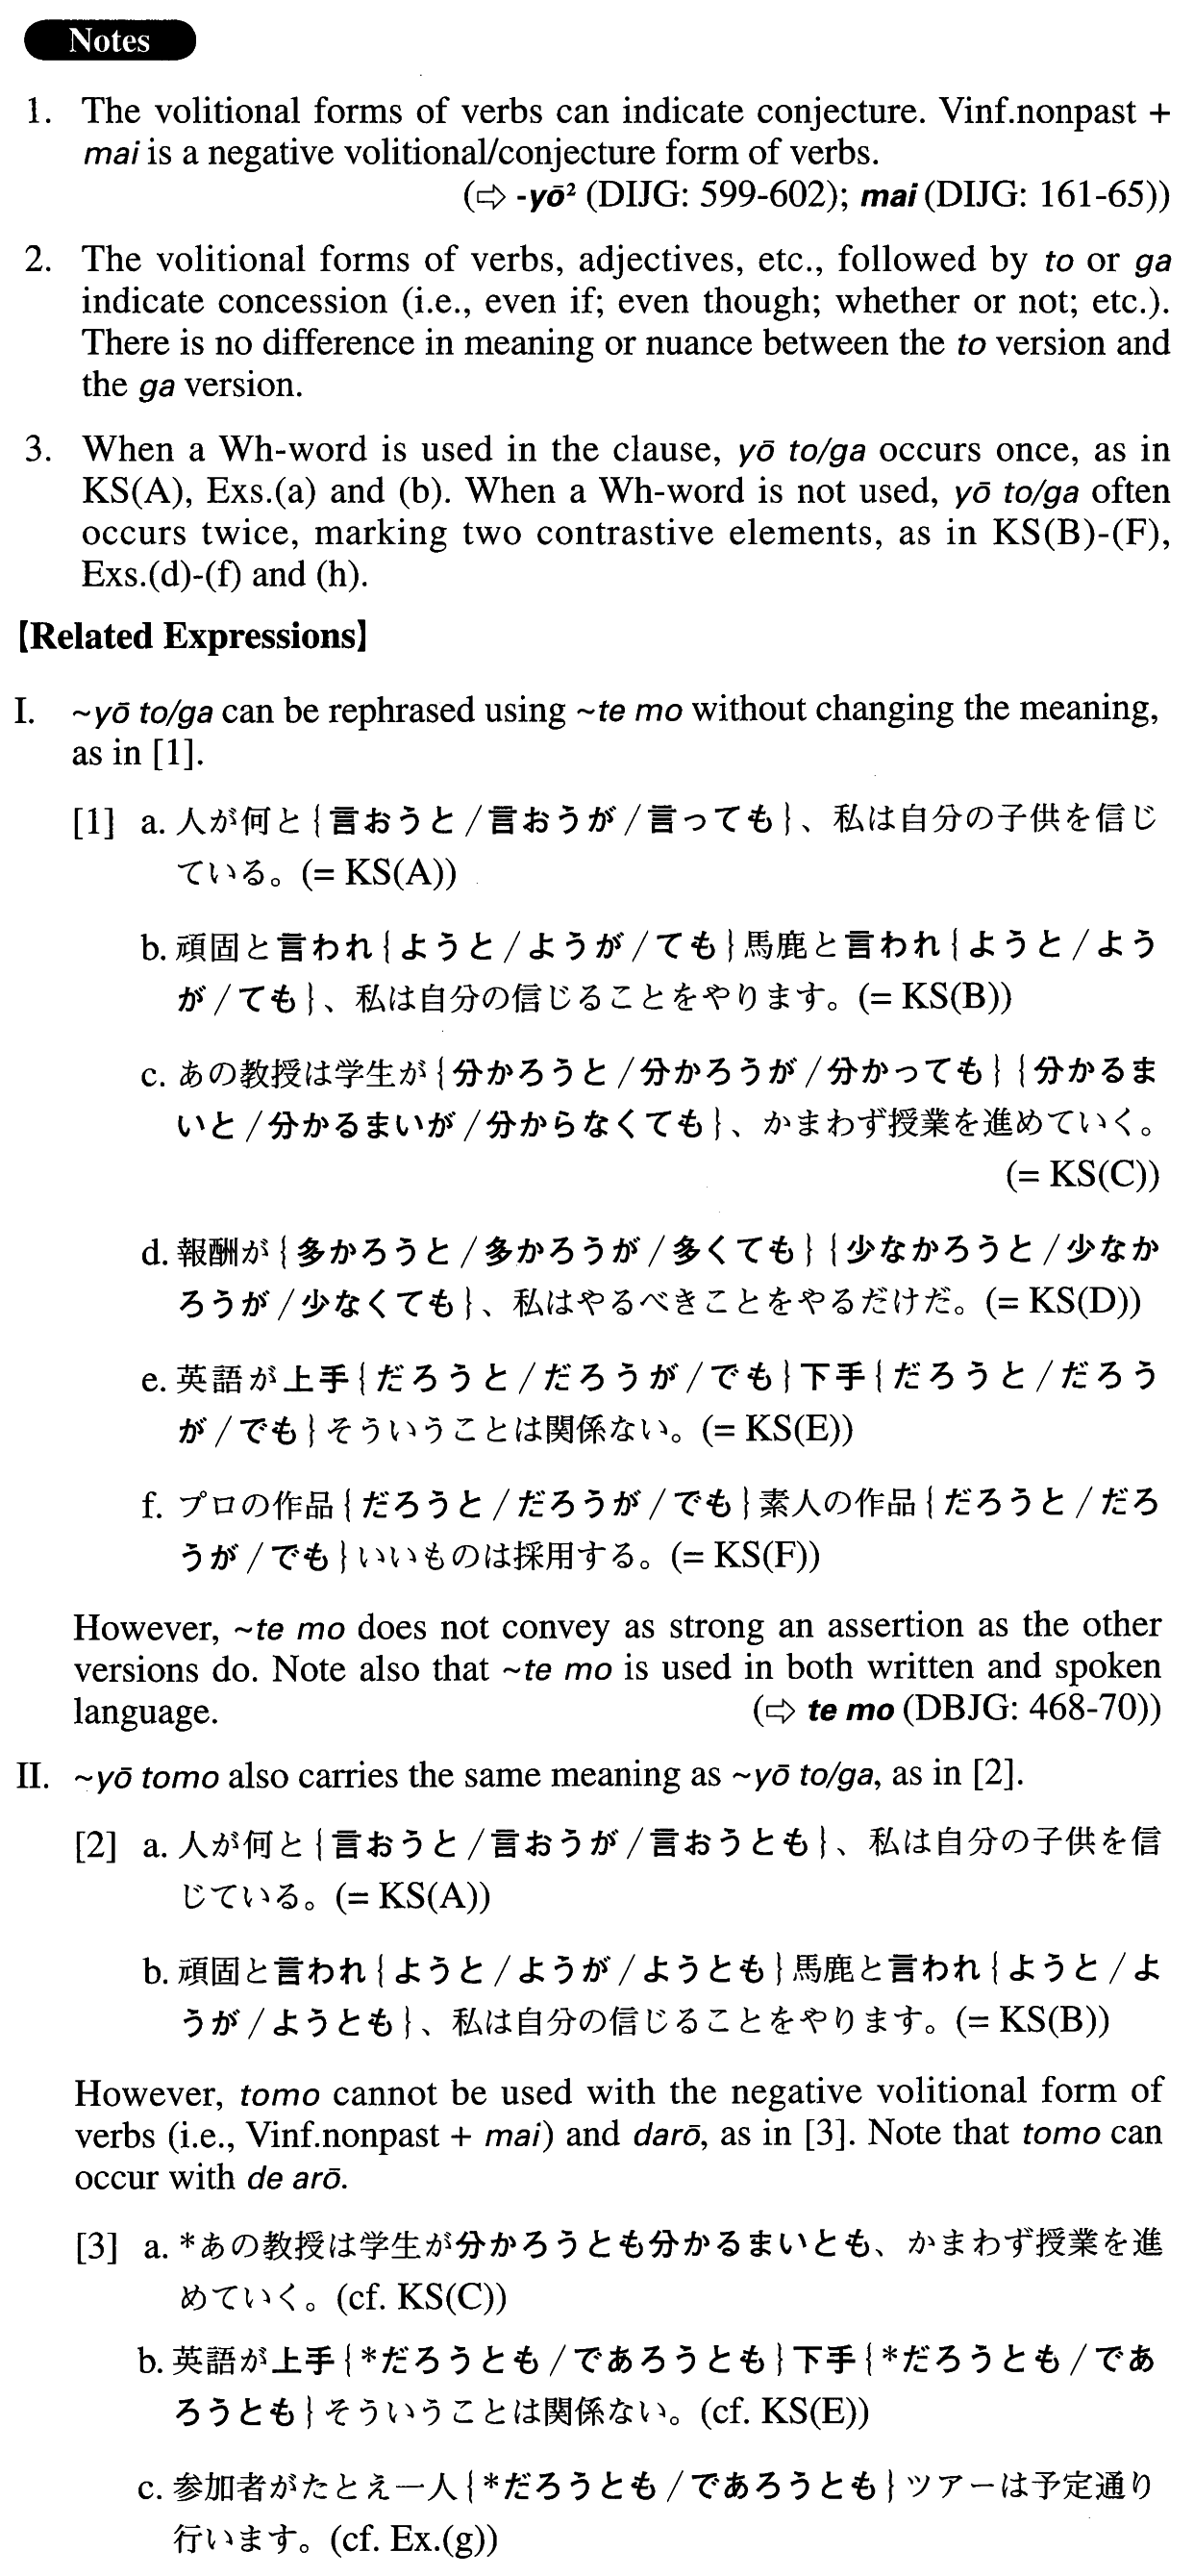 Notes
1. The volitional forms of verbs can indicate conjecture. Vinf.nonpast +
mai is a negative volitional/conjecture form of verbs.
(⇨ -yō² (DIJG: 599-602); mai (DIJG: 161-65))
2. The volitional forms of verbs, adjectives, etc., followed by to or ga
indicate concession (i.e., even if; even though; whether or not; etc.).
There is no difference in meaning or nuance between the to version and
the ga version.
3. When a Wh-word is used in the clause, yō to/ga occurs once, as in
KS(A), Exs.(a) and (b). When a Wh-word is not used, yō to/ga often
occurs twice, marking two contrastive elements, as in KS(B)-(F),
Exs.(d)-(f) and (h).
【Related Expressions】
I. ~yō to/ga can be rephrased using ~te mo without changing the meaning,
as in [1].
[1] a. 人が何と{言おうと/言おうが/言っても}、私は自分の子供を信じ
ている。(= KS(A))
b. 頑固と言われ{ようと/ようが/ても}馬鹿と言われ{ようと/よう
が/ても}、私は自分の信じることをやります。(= KS(B))
c. あの教授は学生が{分かろうと/分かろうが/分かっても}{分かるま
いと/分かるまいが/分からなくても}、かまわず授業を進めていく。
(= KS(C))
d. 報酬が{多かろうと/多かろうが/多くても}{少なかろうと/少なか
ろうが/少なくても}、私はやるべきことをやるだけだ。(= KS(D))
e. 英語が上手{だろうと/だろうが/でも}下手{だろうと/だろう
が/でも}そういうことは関係ない。(= KS(E))
f. プロの作品{だろうと/だろうが/でも}素人の作品{だろうと/だろ
うが/でも}いいものは採用する。(= KS(F))
However, ~te mo does not convey as strong an assertion as the other
versions do. Note also that ~te mo is used in both written and spoken
language. (⇨ te mo (DBJG: 468-70))
II. ~yō tomo also carries the same meaning as ~yō to/ga, as in [2].
[2] a. 人が何と{言おうと/言おうが/言おうとも}、私は自分の子供を信
じている。(= KS(A))
b. 頑固と言われ{ようと/ようが/ようとも}馬鹿と言われ{ようと/よ
うが/ようとも}、私は自分の信じることをやります。(= KS(B))
However, tomo cannot be used with the negative volitional form of
verbs (i.e., Vinf.nonpast + mai) and darō, as in [3]. Note that tomo can
occur with de arō.
[3] a. *あの教授は学生が分かろうとも分かるまいとも、かまわず授業を進
めていく。(cf. KS(C))
b. 英語が上手{*だろうとも/であろうとも}下手{*だろうとも/であ
ろうとも}そういうことは関係ない。(cf. KS(E))
c. 参加者がたとえ一人{*だろうとも/であろうとも}ツアーは予定通り
行います。(cf. Ex.(g))